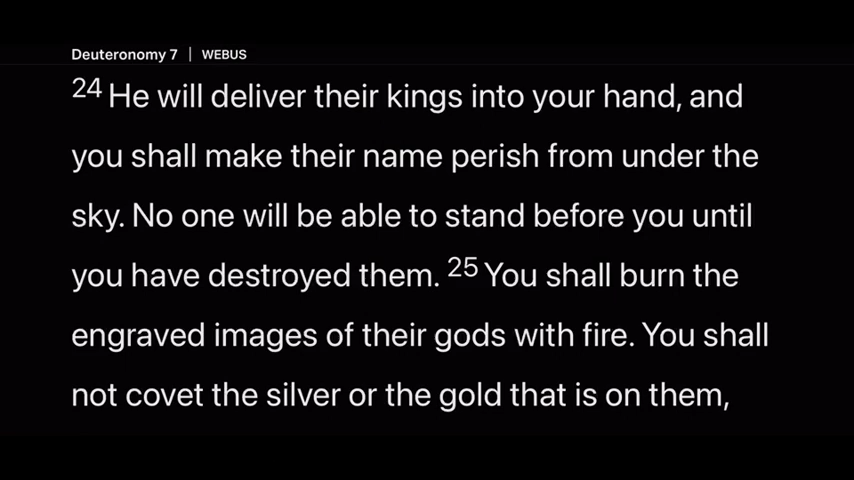 Deuteronomy 7 | WEBUS
24 He will deliver their kings into your hand, and
you shall make their name perish from under the
sky. No one will be able to stand before you until
you have destroyed them. 25 You shall burn the
engraved images of their gods with fire. You shall
not covet the silver or the gold that is on them,